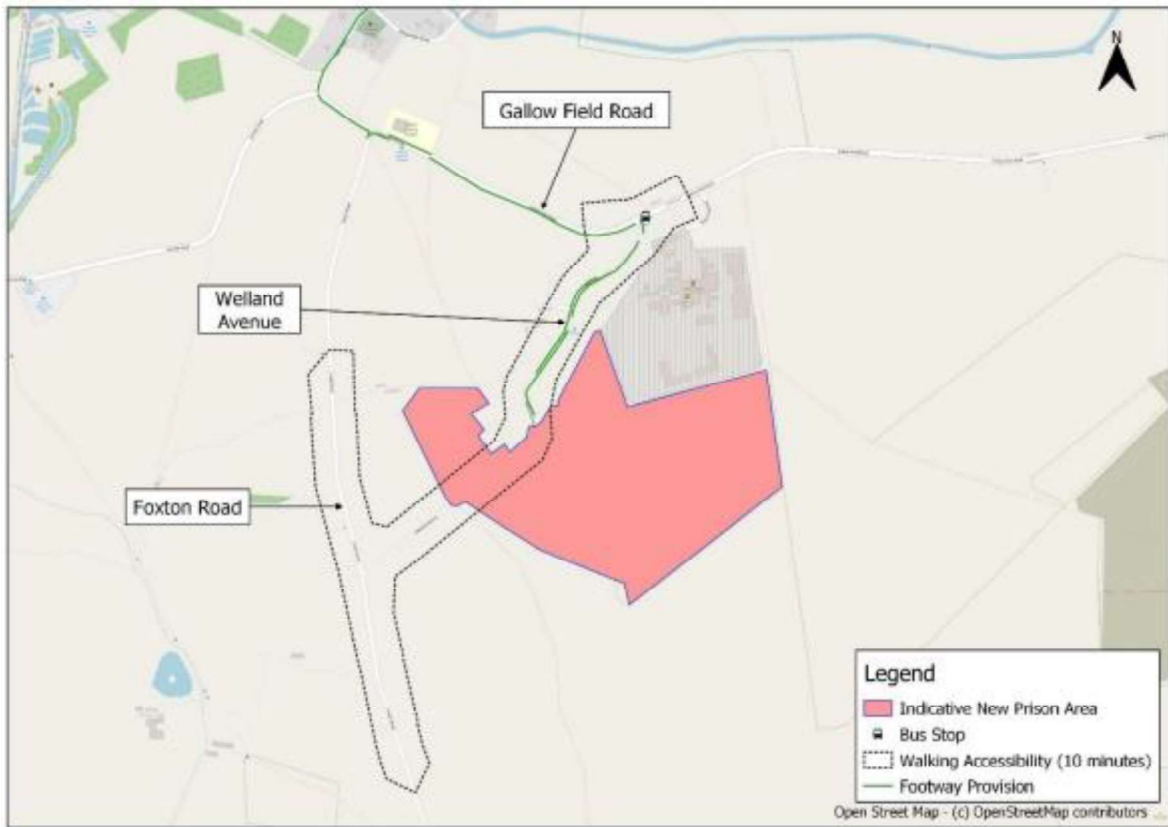 N
Gallow Field Road
Welland
Avenue
Foxton Road
Legend
Indicative New Prison Area
Bus Stop
Walking Accessibility (10 minutes)
Footway Provision
Open Street Map - (c) OpenStreetMap contributors